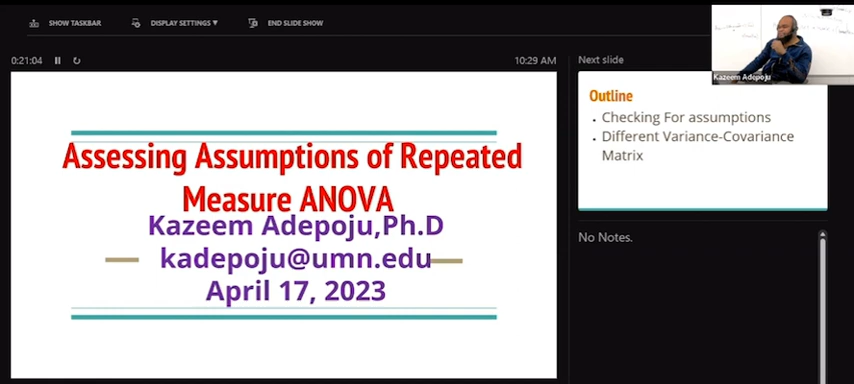 SHOW TASKBAR
DISPLAY SETTINGS ▼
END SLIDE SHOW
0:21:04
10:29 AM
Assessing Assumptions of Repeated
Measure ANOVA
Kazeem Adepoju,Ph.D
kadepoju@umn.edu
April 17, 2023
Next slide
Kazeem Adepoju
Outline
• Checking For assumptions
• Different Variance-Covariance
Matrix
No Notes.